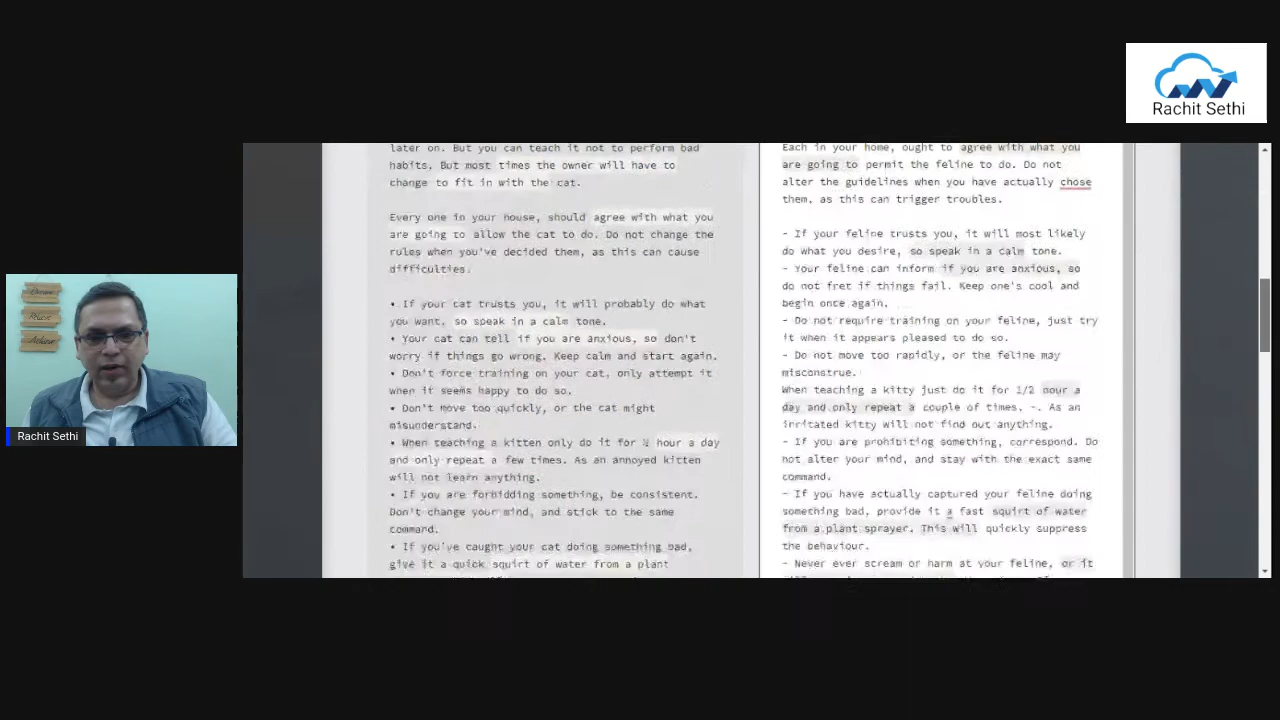 Rachit Sethi
later on. But you can teach it not to perform bad
habits. But most times the owner will have to
change to fit in with the cat.
Every one in your house, should agree with what you
are going to allow the cat to do. Do not change the
rules when you've decided them, as this can cause
difficulties.
• If your cat trusts you, it will probably do what
you want, so speak in a calm tone.
• Your cat can tell if you are anxious, so don't
worry if things go wrong. Keep calm and start again.
• Don't force training on your cat, only attempt it
when it seems happy to do so.
• Don't move too quickly, or the cat might
misunderstand.
• When teaching a kitten only do it for ½ hour a day
and only repeat a few times. As an annoyed kitten
will not learn anything.
• If you are forbidding something, be consistent.
Don't change your mind, and stick to the same
command.
• If you've caught your cat doing something bad,
give it a quick squirt of water from a plant
Each in your home, ought to agree with what you
are going to permit the feline to do. Do not
alter the guidelines when you have actually chose
them, as this can trigger troubles.
- If your feline trusts you, it will most likely
do what you desire, so speak in a calm tone.
- Your feline can inform if you are anxious, so
do not fret if things fail. Keep one's cool and
begin once again.
- Do not require training on your feline, just try
it when it appears pleased to do so.
- Do not move too rapidly, or the feline may
misconstrue.
When teaching a kitty just do it for 1/2 hour a
day and only repeat a couple of times. -. As an
irritated kitty will not find out anything.
- If you are prohibiting something, correspond. Do
not alter your mind, and stay with the exact same
command.
- If you have actually captured your feline doing
something bad, provide it a fast squirt of water
from a plant sprayer. This will quickly suppress
the behaviour.
- Never ever scream or harm at your feline, or it
Dream
Reach
Achieve
Rachit Sethi